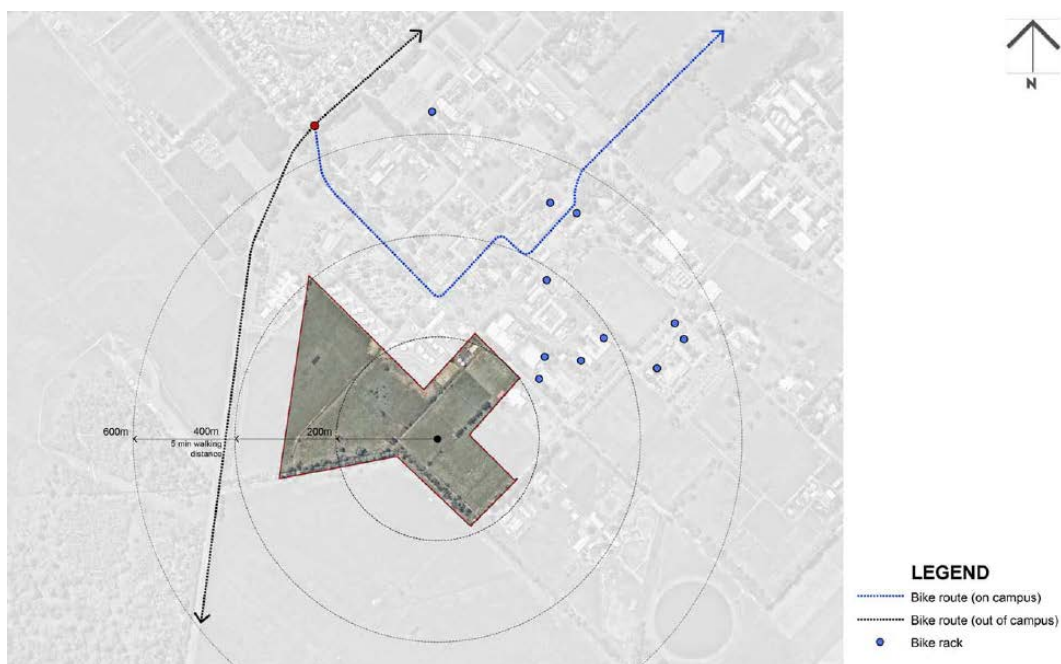 N
600m
400m
200m
5 min walking
distance
LEGEND
Bike route (on campus)
Bike route (out of campus)
Bike rack